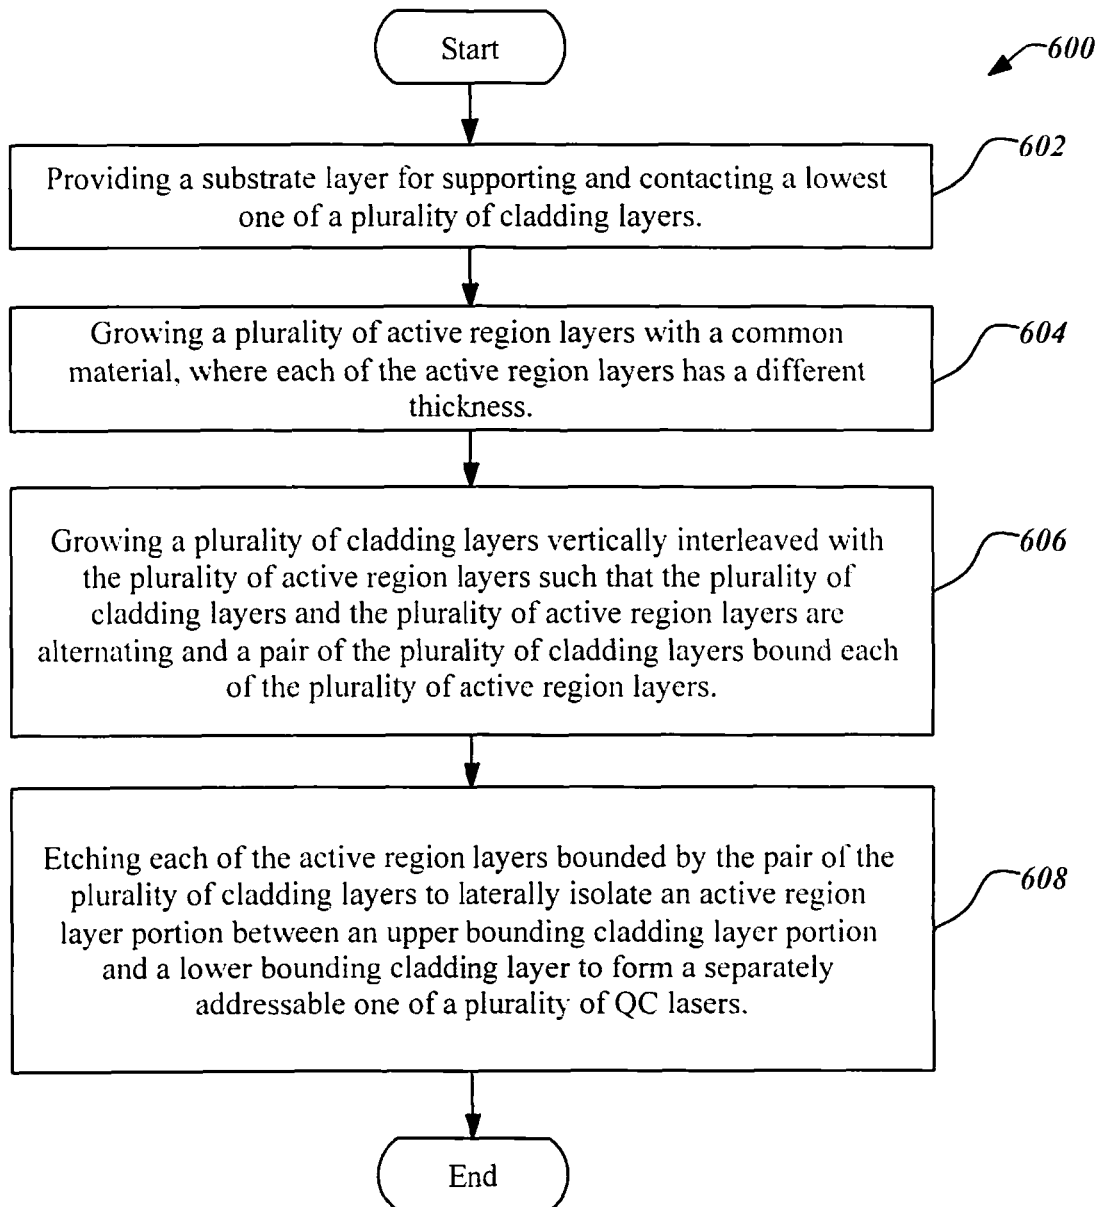 Start
600
602
Providing a substrate layer for supporting and contacting a lowest
one of a plurality of cladding layers.
604
Growing a plurality of active region layers with a common
material, where each of the active region layers has a different
thickness.
606
Growing a plurality of cladding layers vertically interleaved with
the plurality of active region layers such that the plurality of
cladding layers and the plurality of active region layers are
alternating and a pair of the plurality of cladding layers bound each
of the plurality of active region layers.
608
Etching each of the active region layers bounded by the pair of the
plurality of cladding layers to laterally isolate an active region
layer portion between an upper bounding cladding layer portion
and a lower bounding cladding layer to form a separately
addressable one of a plurality of QC lasers.
End